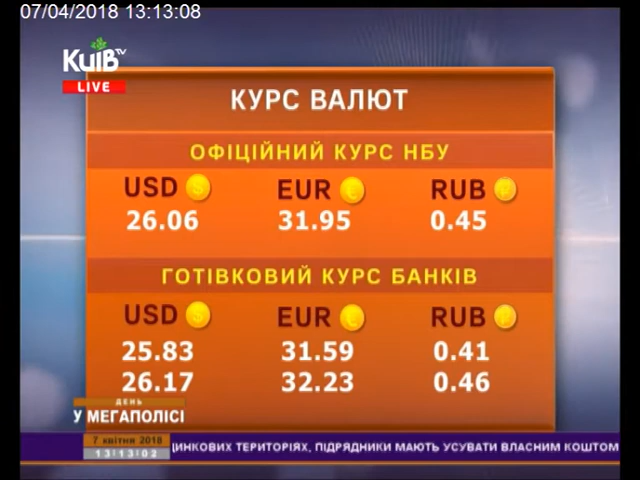 07/04/2018 13:13:08
КиїВ TV
LIVE
КУРС ВАЛЮТ
ОФІЦІЙНИЙ КУРС НБУ
USD EUR RUB
26.06 31.95 0.45
ГОТІВКОВИЙ КУРС БАНКІВ
USD EUR RUB
25.83 31.59 0.41
26.17 32.23 0.46
ДЕНЬ
У МЕГАПОЛІСІ
7 квітня 2018
13:13:02
ДИНКОВИХ ТЕРИТОРІЯХ, ПІДРЯДНИКИ МАЮТЬ УСУВАТИ ВЛАСНИМ КОШТОМ